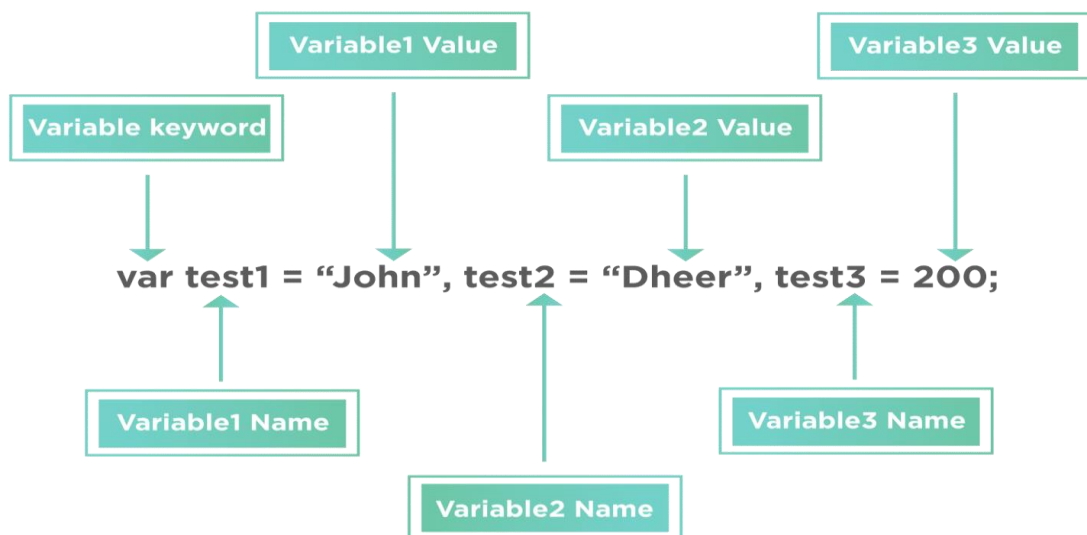 Variable1 Value
Variable3 Value
Variable keyword
Variable2 Value
var test1 = “John”, test2 = “Dheer”, test3 = 200;
Variable1 Name
Variable3 Name
Variable2 Name